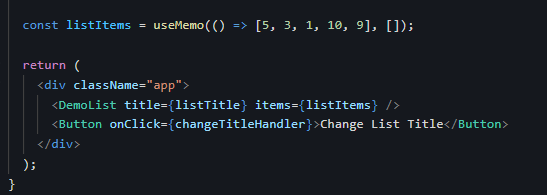 const listItems = useMemo(() => [5, 3, 1, 10, 9], []);
return (
<div className="app">
<DemoList title={listTitle} items={listItems} />
<Button onClick={changeTitleHandler}>Change List Title</Button>
</div>
);
}